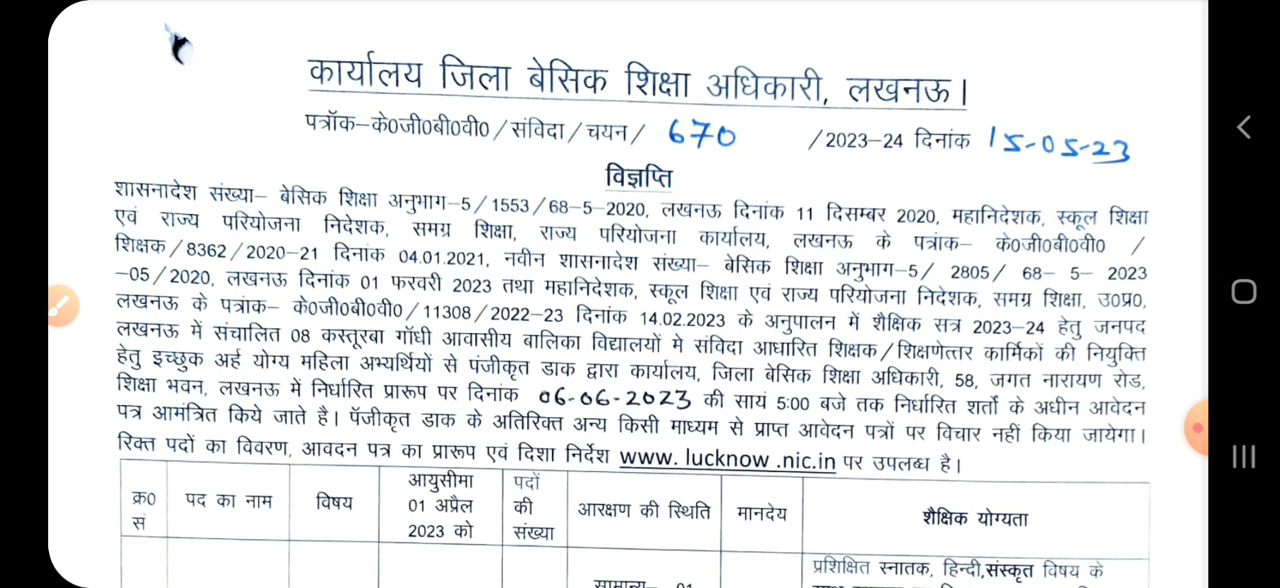 कार्यालय जिला बेसिक शिक्षा अधिकारी, लखनऊ।
पत्रॉक–के0जी0बी0वी0/संविदा/चयन/ 670 /2023–24 दिनांक 15-05-23
विज्ञप्ति
शासनादेश संख्या– बेसिक शिक्षा अनुभाग–5/1553/68–5–2020, लखनऊ दिनांक 11 दिसम्बर 2020, महानिदेशक, स्कूल शिक्षा
एवं राज्य परियोजना निदेशक, समग्र शिक्षा, राज्य परियोजना कार्यालय, लखनऊ के पत्रांक– के0जी0बी0वी0 /
शिक्षक/8362/2020–21 दिनांक 04.01.2021, नवीन शासनादेश संख्या– बेसिक शिक्षा अनुभाग–5/ 2805/ 68– 5– 2023
–05/2020, लखनऊ दिनांक 01 फरवरी 2023 तथा महानिदेशक, स्कूल शिक्षा एवं राज्य परियोजना निदेशक, समग्र शिक्षा, उ0प्र0,
लखनऊ के पत्रांक– के0जी0बी0वी0/11308/2022–23 दिनांक 14.02.2023 के अनुपालन में शैक्षिक सत्र 2023–24 हेतु जनपद
लखनऊ में संचालित 08 कस्तूरबा गॉधी आवासीय बालिका विद्यालयों मे संविदा आधारित शिक्षक/शिक्षणेत्तर कार्मिकों की नियुक्ति
हेतु इच्छुक अर्ह योग्य महिला अभ्यर्थियों से पंजीकृत डाक द्वारा कार्यालय, जिला बेसिक शिक्षा अधिकारी, 58, जगत नारायण रोड,
शिक्षा भवन, लखनऊ में निर्धारित प्रारूप पर दिनांक 06-06-2023 की सायं 5:00 बजे तक निर्धारित शर्तो के अधीन आवेदन
पत्र आमंत्रित किये जाते है। पॅजीकृत डाक के अतिरिक्त अन्य किसी माध्यम से प्राप्त आवेदन पत्रों पर विचार नहीं किया जायेगा।
रिक्त पदों का विवरण, आवदन पत्र का प्रारूप एवं दिशा निर्देश www. lucknow .nic.in पर उपलब्ध है।
क्र0 सं पद का नाम विषय आयुसीमा 01 अप्रैल 2023 को पदों की संख्या आरक्षण की स्थिति मानदेय शैक्षिक योग्यता
सामान्य– 01 प्रशिक्षित स्नातक, हिन्दी,संस्कृत विषय के